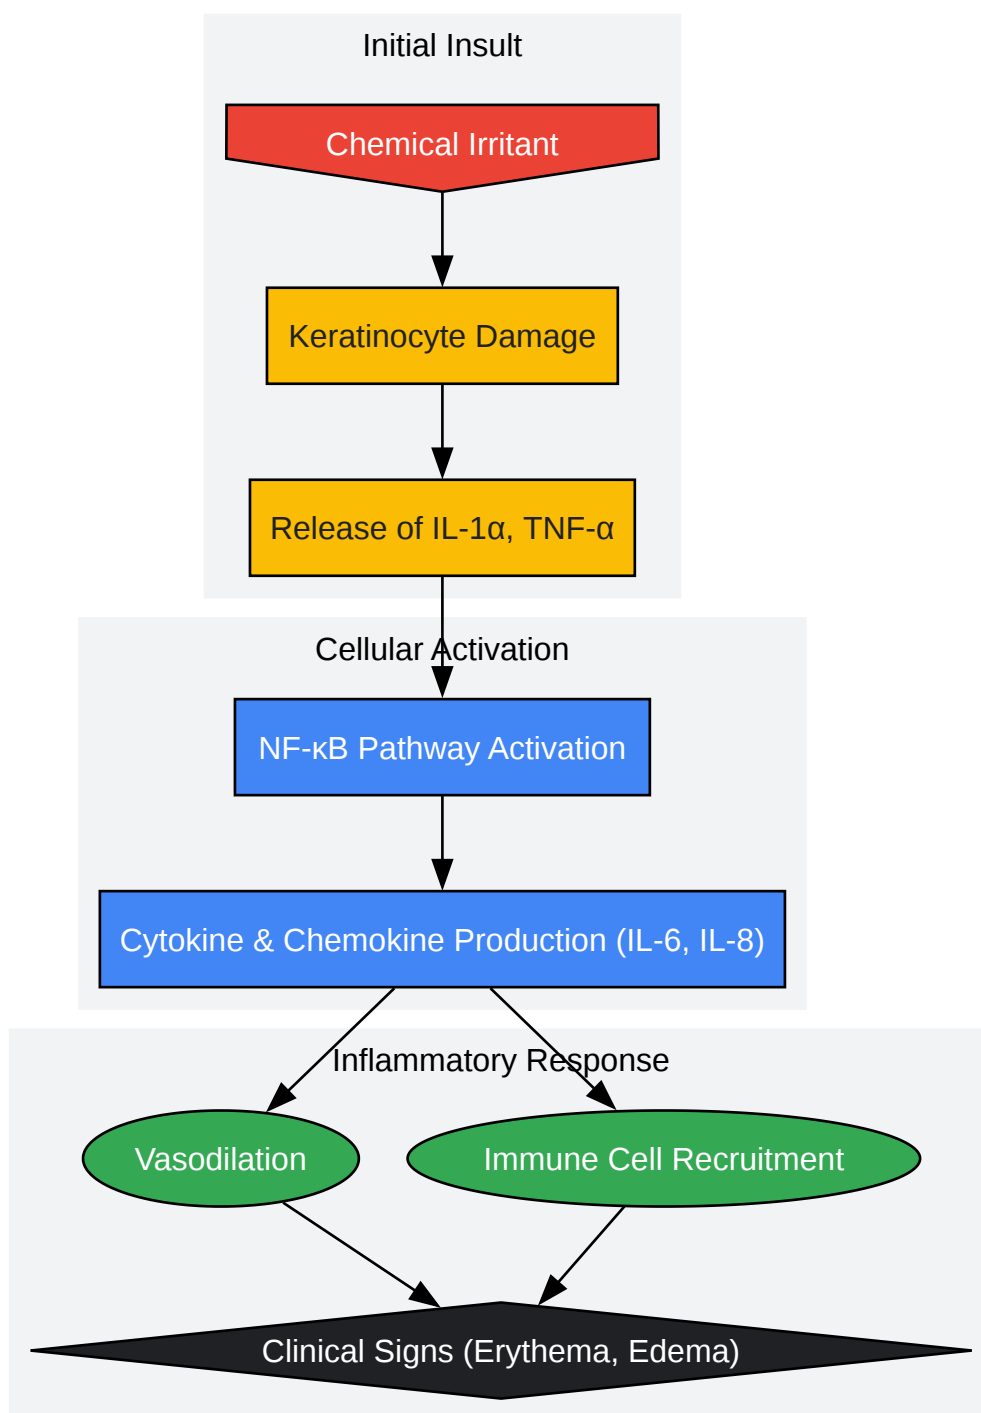 Initial Insult
Chemical Irritant
Keratinocyte Damage
Release of IL-1α, TNF-α
Cellular Activation
NF-κB Pathway Activation
Cytokine & Chemokine Production (IL-6, IL-8)
Inflammatory Response
Vasodilation
Immune Cell Recruitment
Clinical Signs (Erythema, Edema)